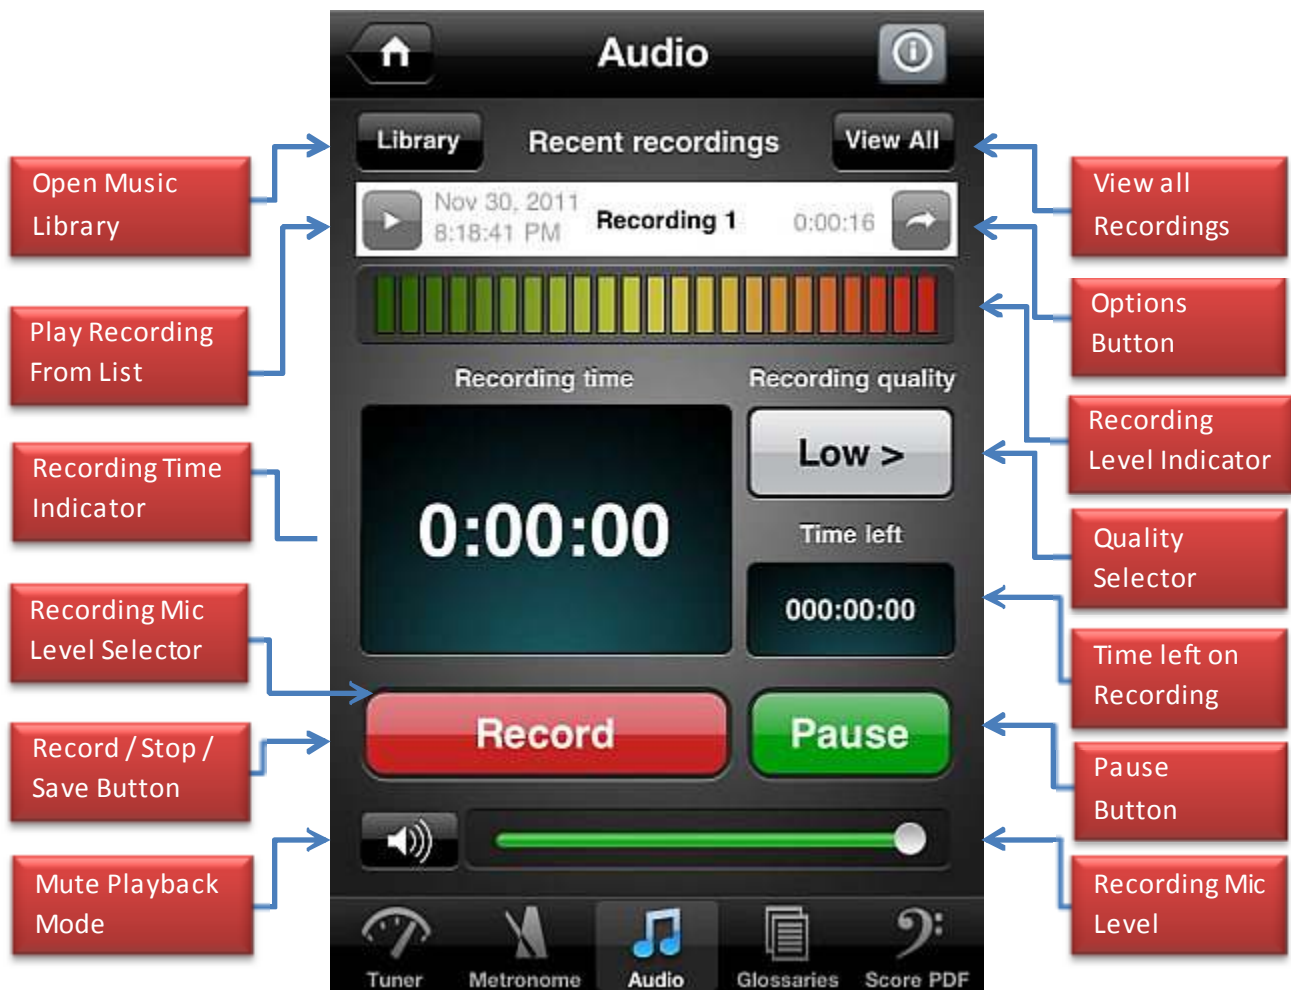 Audio
Library
Recent recordings
View All
Nov 30, 2011
8:18:41 PM
Recording 1
0:00:16
Recording time
Recording quality
Low >
0:00:00
Time left
000:00:00
Record
Pause
Tuner
Metronome
Audio
Glossaries
Score PDF
Open Music
Library
Play Recording
From List
Recording Time
Indicator
Recording Mic
Level Selector
Record / Stop /
Save Button
Mute Playback
Mode
View all
Recordings
Options
Button
Recording
Level Indicator
Quality
Selector
Time left on
Recording
Pause
Button
Recording Mic
Level